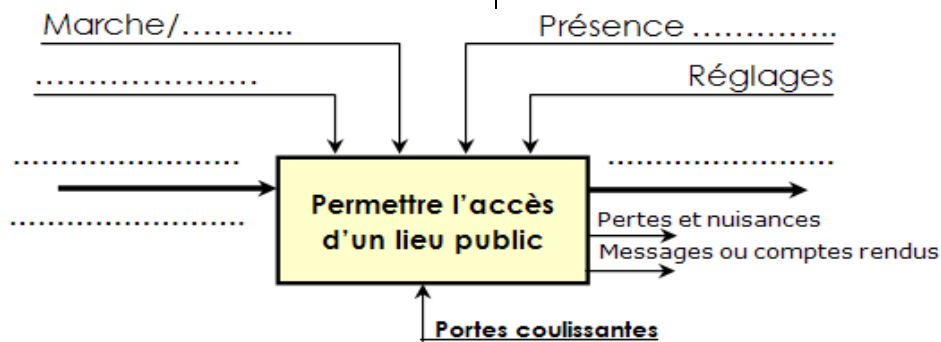 Marche/………..
Présence …………..
…………………
Réglages
…………………..
…………………..
Permettre l'accès
d'un lieu public
…………………..
Pertes et nuisances
Messages ou comptes rendus
Portes coulissantes